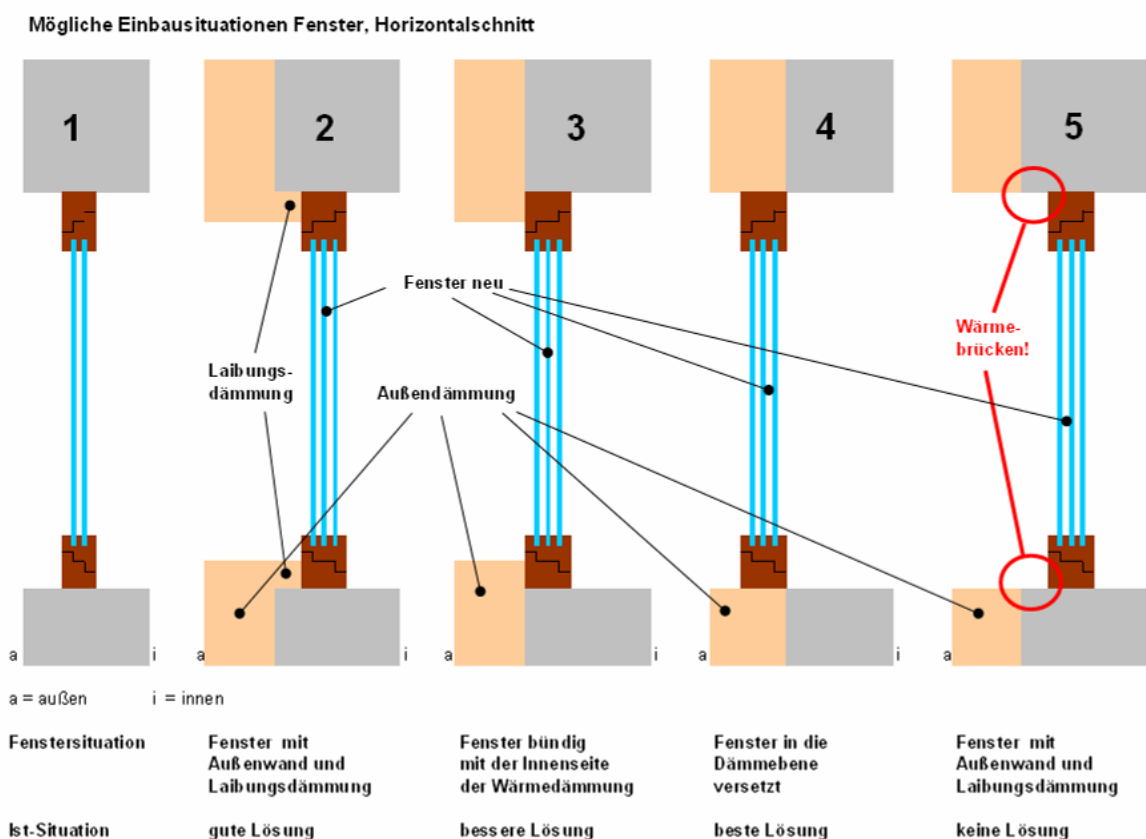 Mögliche Einbausituationen Fenster, Horizontalschnitt
1
2
3
4
5
Fenster neu
Wärme-
brücken!
Laibungs-
dämmung
Außendämmung
a i a i a i a i a
a = außen i = innen
Fenstersituation
Ist-Situation
Fenster mit
Außenwand und
Laibungsdämmung
gute Lösung
Fenster bündig
mit der Innenseite
der Wärmedämmung
bessere Lösung
Fenster in die
Dämmebene
versetzt
beste Lösung
Fenster mit
Außenwand und
Laibungsdämmung
keine Lösung